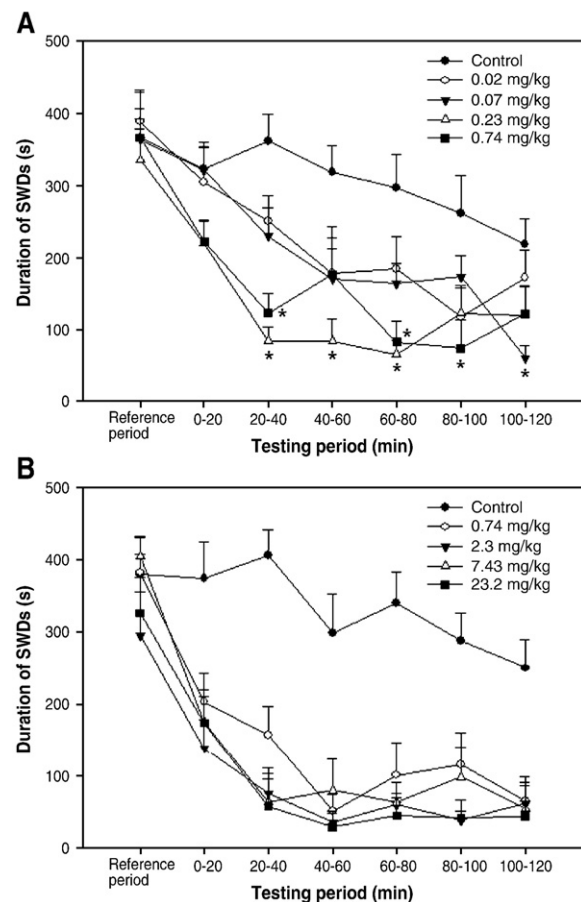 A
500
400
300
200
100
0
Duration of SWDs (s)
Control
0.02 mg/kg
0.07 mg/kg
0.23 mg/kg
0.74 mg/kg
*
*
*
*
*
*
*
Reference period
0-20
20-40
40-60
60-80
80-100
100-120
Testing period (min)
B
500
400
300
200
100
0
Duration of SWDs (s)
Control
0.74 mg/kg
2.3 mg/kg
7.43 mg/kg
23.2 mg/kg
Reference
period
0-20
20-40
40-60
60-80
80-100
100-120
Testing period (min)